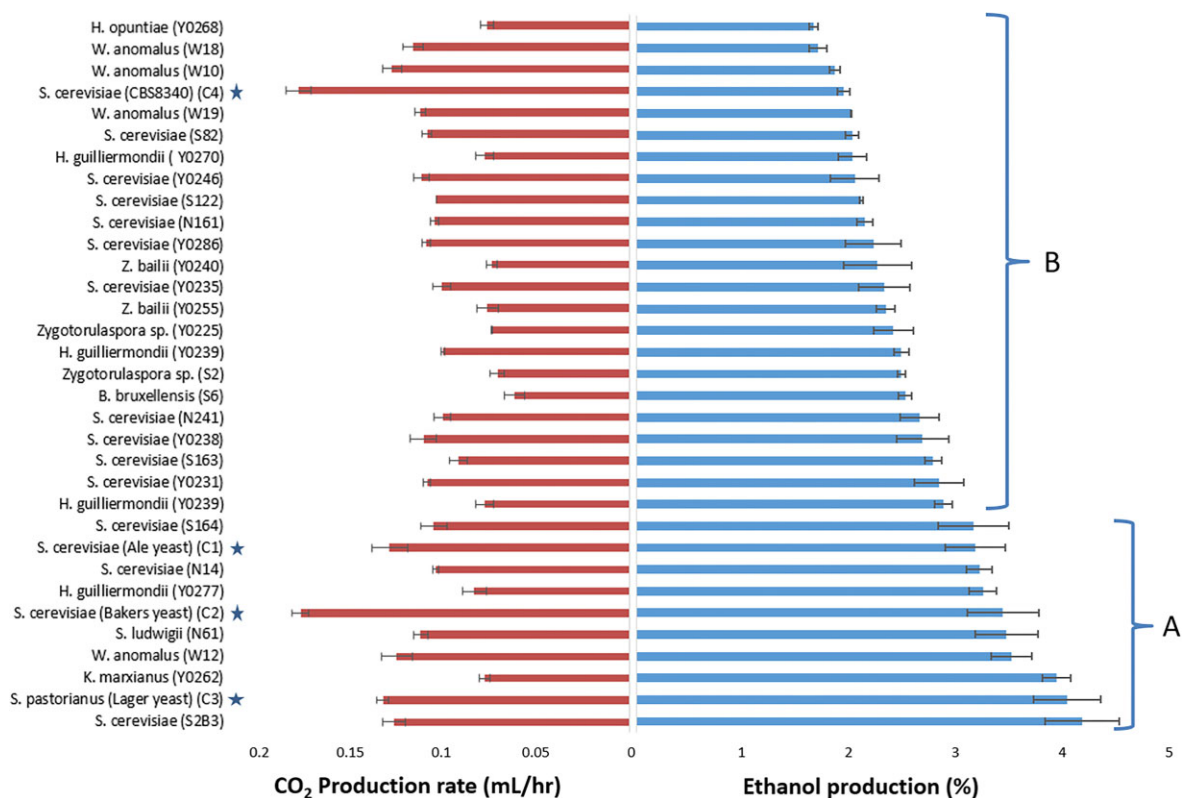 H. opuntiae (Y0268)
W. anomalus (W18)
W. anomalus (W10)
S. cerevisiae (CBS8340) (C4) ★
W. anomalus (W19)
S. cerevisiae (S82)
H. guilliermondii ( Y0270)
S. cerevisiae (Y0246)
S. cerevisiae (S122)
S. cerevisiae (N161)
S. cerevisiae (Y0286)
Z. bailii (Y0240)
B
S. cerevisiae (Y0235)
Z. bailii (Y0255)
Zygotorulaspora sp. (Y0225)
H. guilliermondii (Y0239)
Zygotorulaspora sp. (S2)
B. bruxellensis (S6)
S. cerevisiae (N241)
S. cerevisiae (Y0238)
S. cerevisiae (S163)
S. cerevisiae (Y0231)
H. guilliermondii (Y0239)
S. cerevisiae (S164)
S. cerevisiae (Ale yeast) (C1) ★
S. cerevisiae (N14)
H. guilliermondii (Y0277)
S. cerevisiae (Bakers yeast) (C2) ★
A
S. ludwigii (N61)
W. anomalus (W12)
K. marxianus (Y0262)
S. pastorianus (Lager yeast) (C3) ★
S. cerevisiae (S2B3)
0.2 0.15 0.1 0.05 0 1 2 3 4 5
CO₂ Production rate (mL/hr) Ethanol production (%)